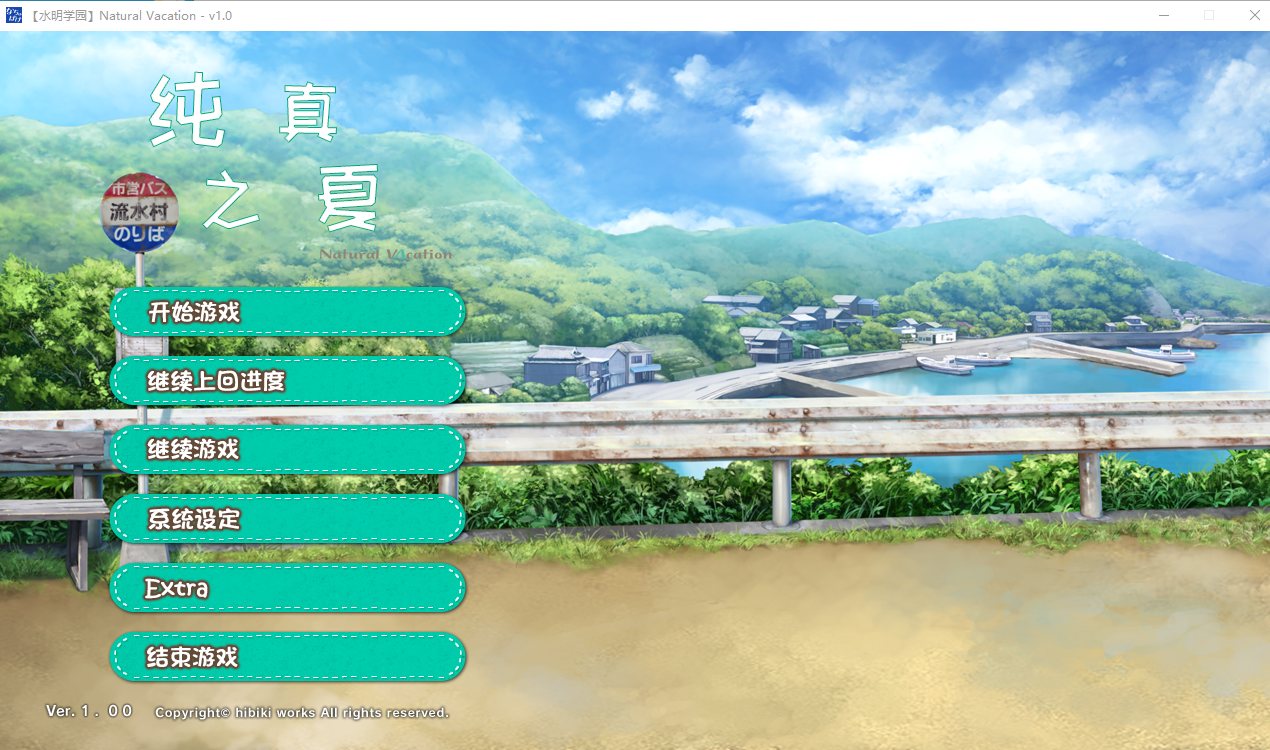 【水明学园】Natural Vacation - v1.0
纯真
之夏
Natural Vacation
市営バス
流水村
のりば
开始游戏
继续上回进度
继续游戏
系统设定
Extra
结束游戏
Ver. 1 . 0 0 Copyright© hibiki works All rights reserved.